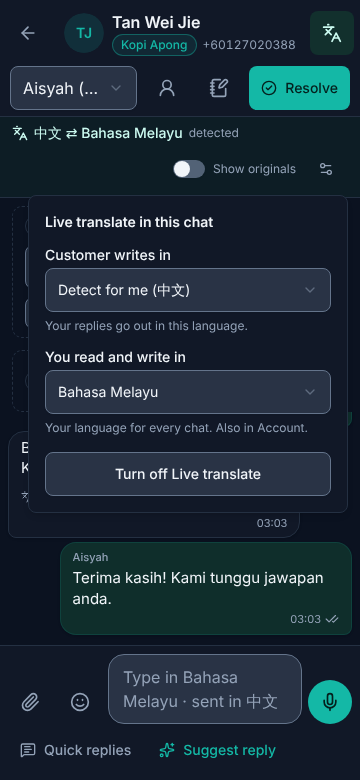 TJ
Tan Wei Jie
Kopi Apong +60127020388
Aisyah (...
Resolve
中文 ⇄ Bahasa Melayu detected
Show originals
Live translate in this chat
Customer writes in
Detect for me (中文)
Your replies go out in this language.
You read and write in
Bahasa Melayu
Your language for every chat. Also in Account.
Turn off Live translate
03:03
Aisyah
Terima kasih! Kami tunggu jawapan
anda.
03:03
Type in Bahasa
Melayu · sent in 中文
Quick replies
Suggest reply